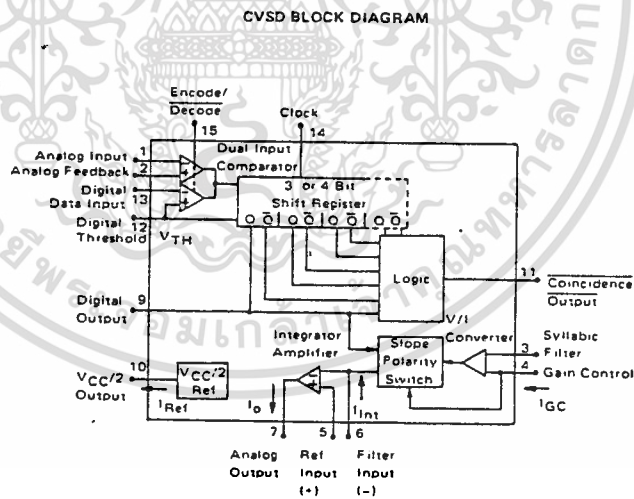 CVSD BLOCK DIAGRAM
Encode/
Decode
15
Clock
14
1
Analog Input
2
Analog Feedback
Digital
13
Data Input
12
Digital
Threshold
VTH
Dual Input
Comparator
3 or 4 Bit
Shift Register
Q Q̅ Q Q̅ Q Q̅ Q Q̅
Logic
11
Coincidence
Output
Digital
Output
9
V/I
Converter
Integrator
Amplifier
Slope
Polarity
Switch
Syllabic
Filter
3
4
Gain Control
IGC
VCC/2
Output
10
VCC/2
Ref
IRef
Io
IInt
7
5
6
Analog
Output
Ref
Input
(+)
Filter
Input
(-)